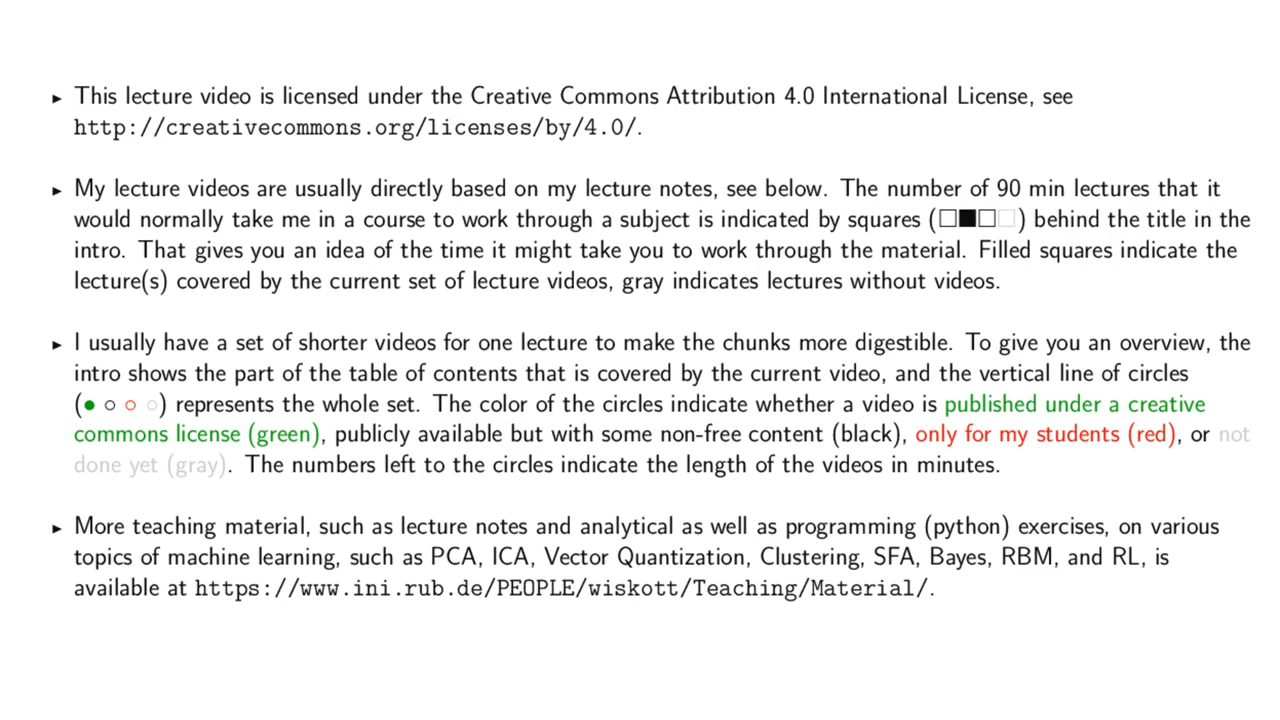 ▸ This lecture video is licensed under the Creative Commons Attribution 4.0 International License, see
http://creativecommons.org/licenses/by/4.0/.
▸ My lecture videos are usually directly based on my lecture notes, see below. The number of 90 min lectures that it
would normally take me in a course to work through a subject is indicated by squares (□■□□) behind the title in the
intro. That gives you an idea of the time it might take you to work through the material. Filled squares indicate the
lecture(s) covered by the current set of lecture videos, gray indicates lectures without videos.
▸ I usually have a set of shorter videos for one lecture to make the chunks more digestible. To give you an overview, the
intro shows the part of the table of contents that is covered by the current video, and the vertical line of circles
(● ○ ○ ○) represents the whole set. The color of the circles indicate whether a video is published under a creative
commons license (green), publicly available but with some non-free content (black), only for my students (red), or not
done yet (gray). The numbers left to the circles indicate the length of the videos in minutes.
▸ More teaching material, such as lecture notes and analytical as well as programming (python) exercises, on various
topics of machine learning, such as PCA, ICA, Vector Quantization, Clustering, SFA, Bayes, RBM, and RL, is
available at https://www.ini.rub.de/PEOPLE/wiskott/Teaching/Material/.